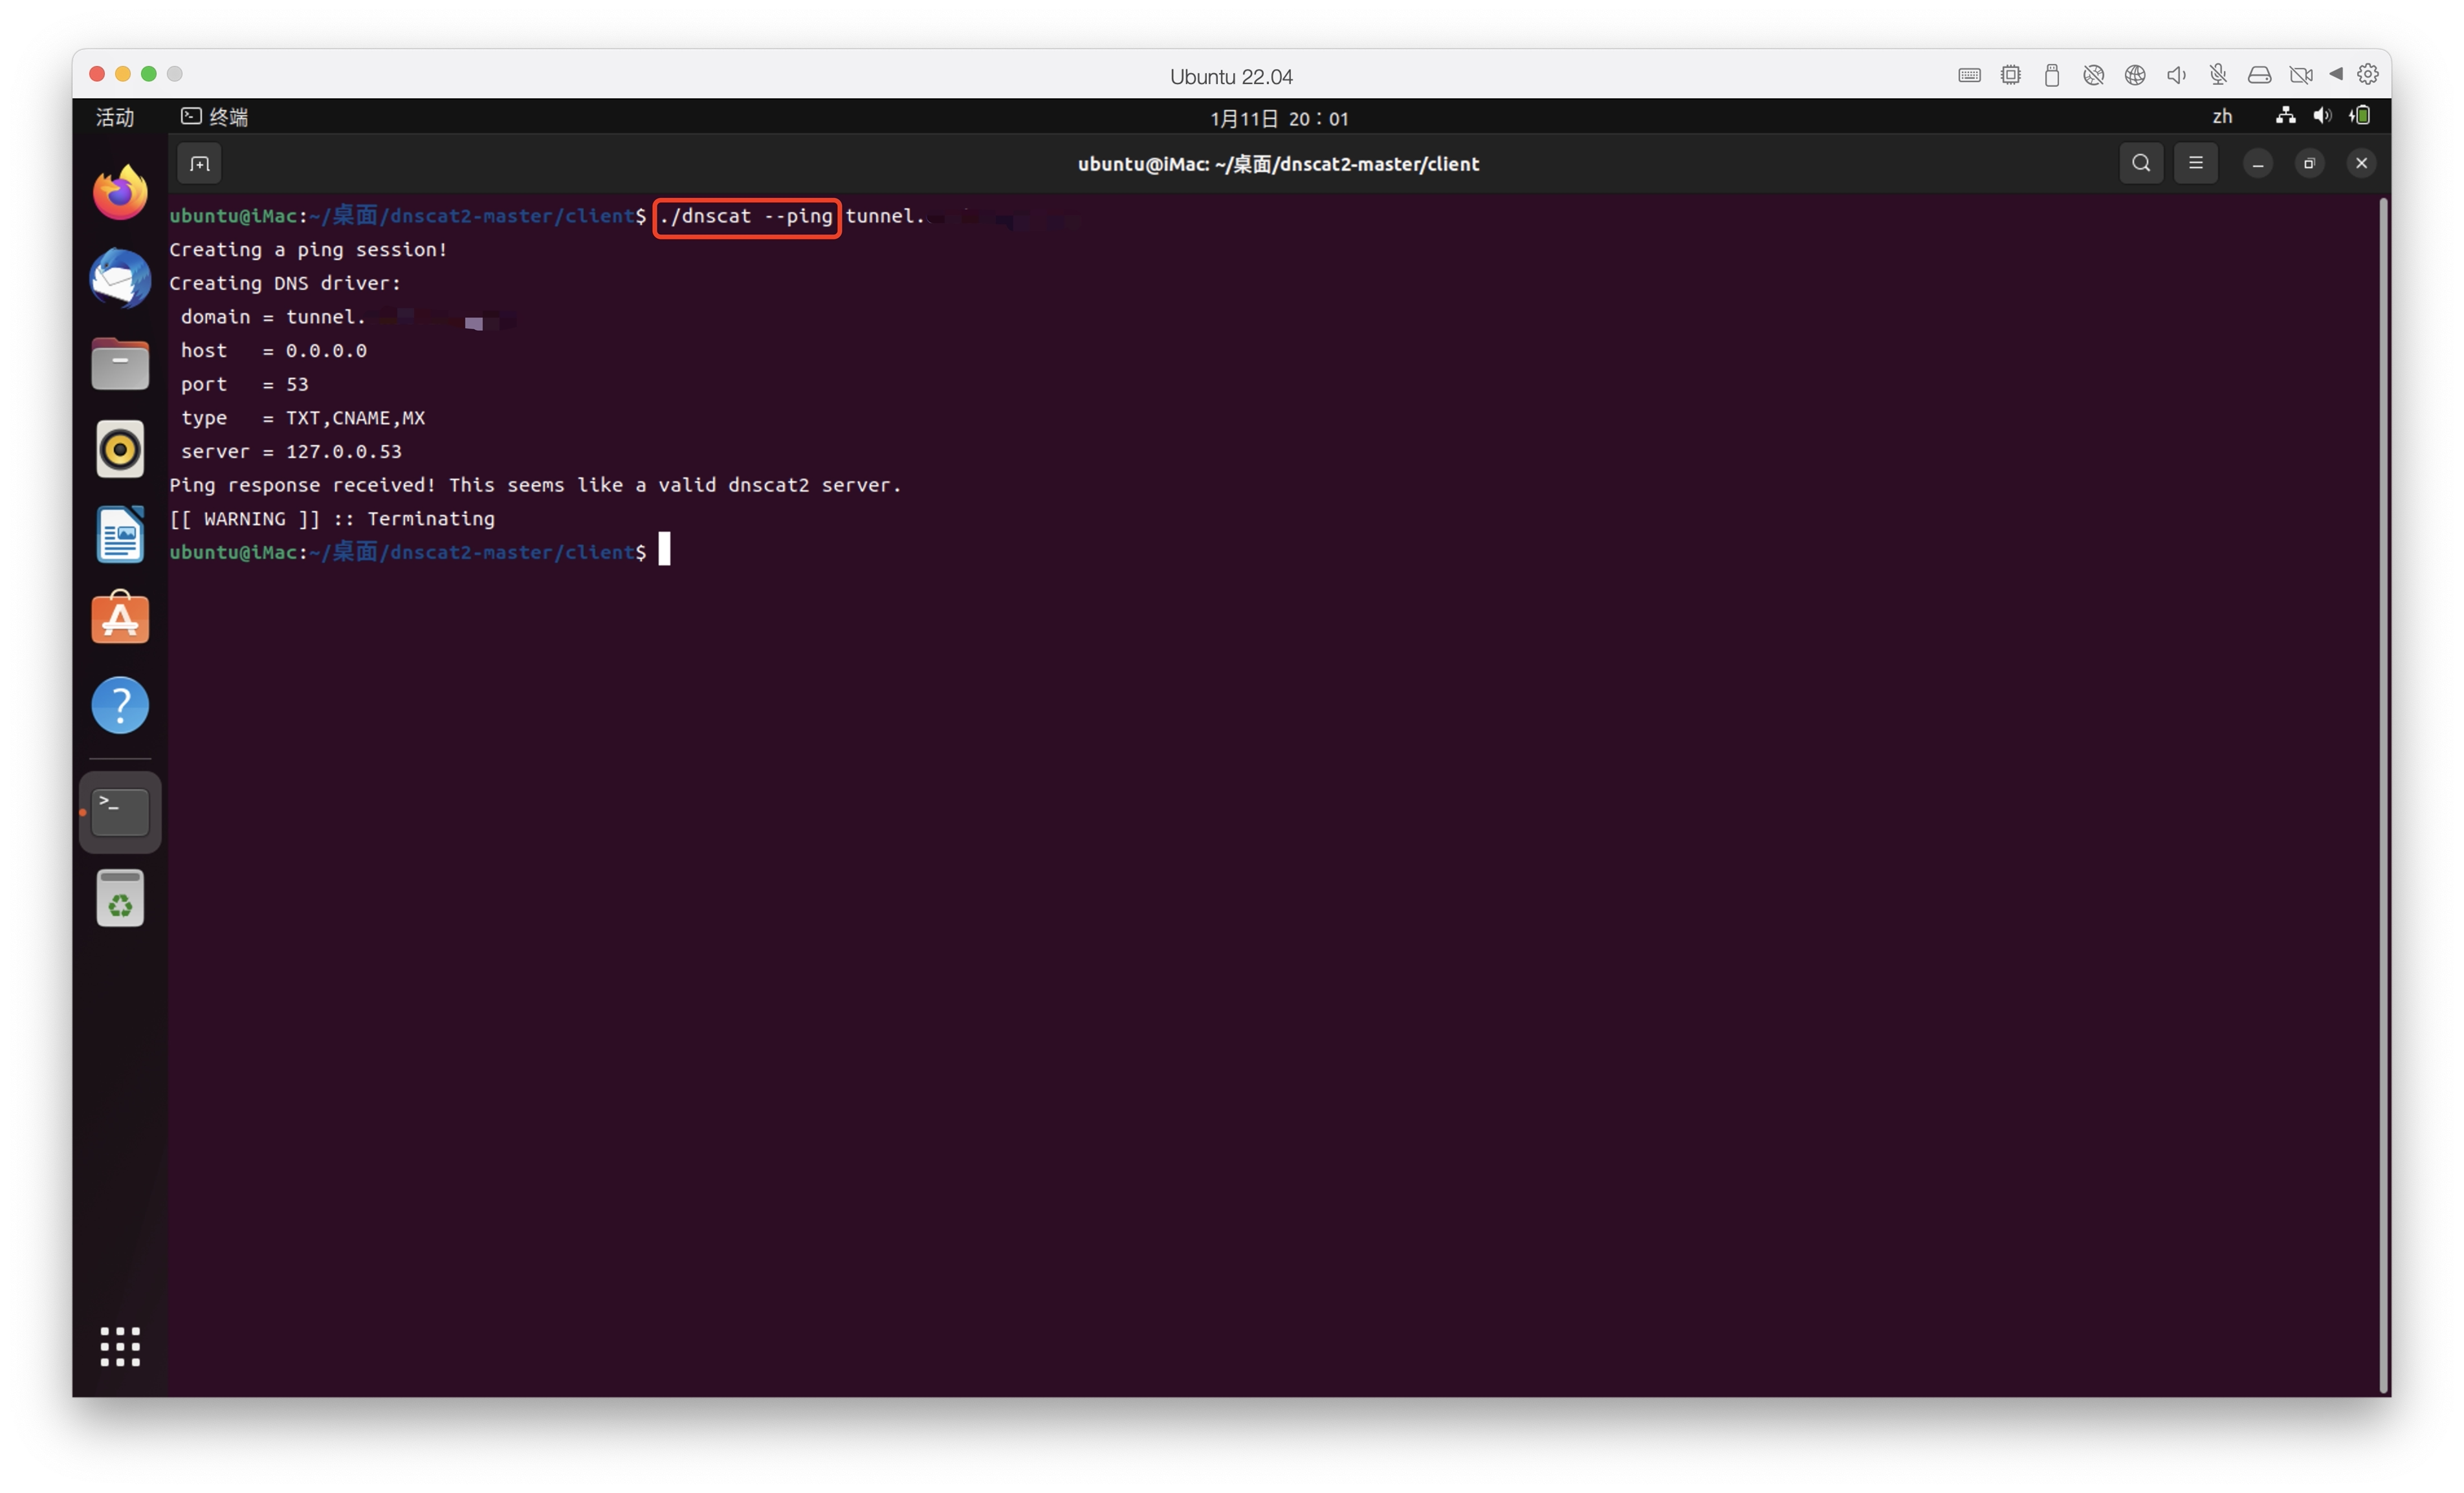 Ubuntu 22.04
活动 终端 1月11日 20：01 zh
ubuntu@iMac: ~/桌面/dnscat2-master/client
ubuntu@iMac:~/桌面/dnscat2-master/client$ ./dnscat --ping tunnel.
Creating a ping session!
Creating DNS driver:
domain = tunnel.
host   = 0.0.0.0
port   = 53
type   = TXT,CNAME,MX
server = 127.0.0.53
Ping response received! This seems like a valid dnscat2 server.
[[ WARNING ]] :: Terminating
ubuntu@iMac:~/桌面/dnscat2-master/client$